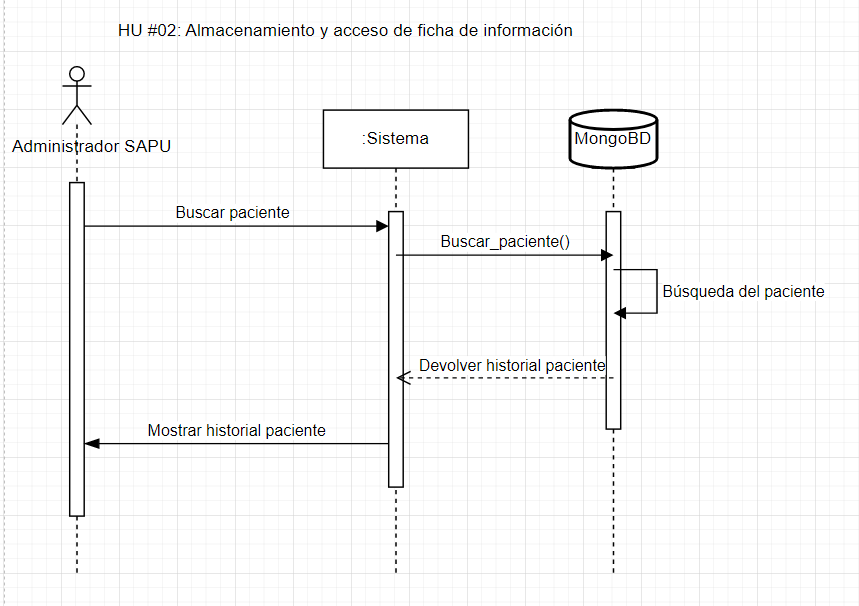 HU #02: Almacenamiento y acceso de ficha de información
Administrador SAPU
:Sistema
MongoBD
Buscar paciente
Buscar_paciente()
Búsqueda del paciente
Devolver historial paciente
Mostrar historial paciente